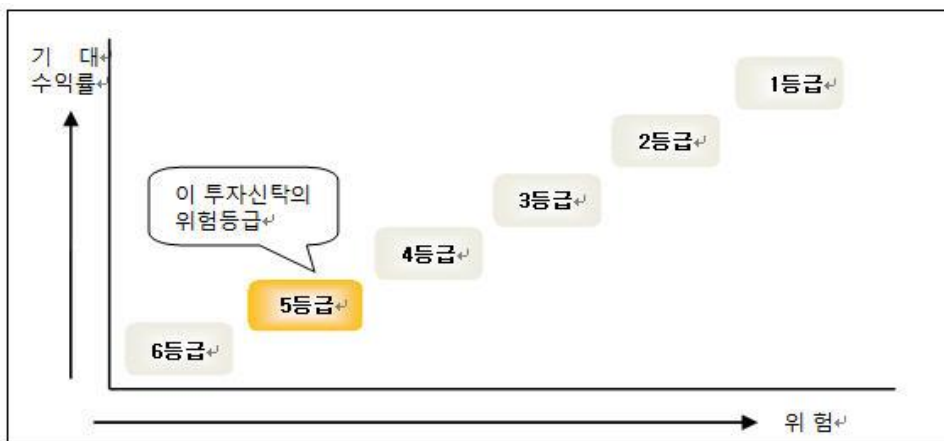 기 대↵
수익률↵
1등급↵
2등급↵
3등급↵
이 투자신탁의
위험등급↵
4등급↵
5등급↵
6등급↵
위 험↵